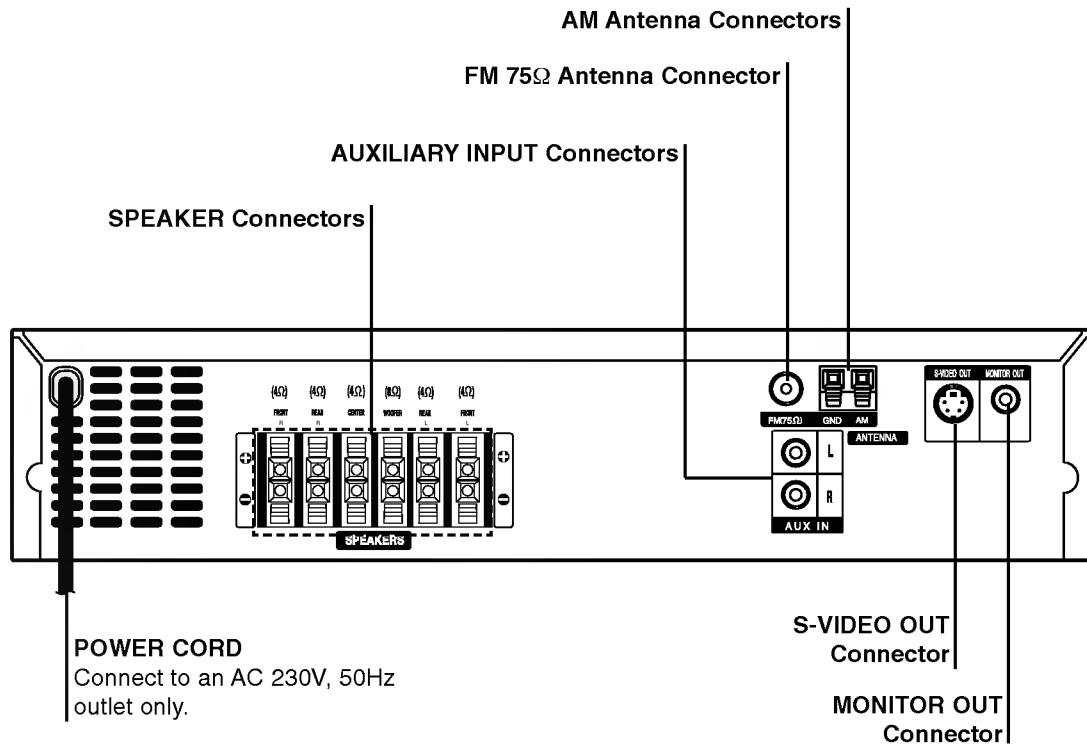 AM Antenna Connectors
FM 75Ω Antenna Connector
AUXILIARY INPUT Connectors
SPEAKER Connectors
(4Ω) (4Ω) (4Ω) (8Ω) (4Ω) (4Ω)
FRONT REAR CENTER WOOFER REAR FRONT
R R L L
+ +
- -
SPEAKERS
FM(75Ω) GND AM
ANTENNA
L
R
AUX IN
S-VIDEO OUT MONITOR OUT
POWER CORD
Connect to an AC 230V, 50Hz
outlet only.
S-VIDEO OUT
Connector
MONITOR OUT
Connector